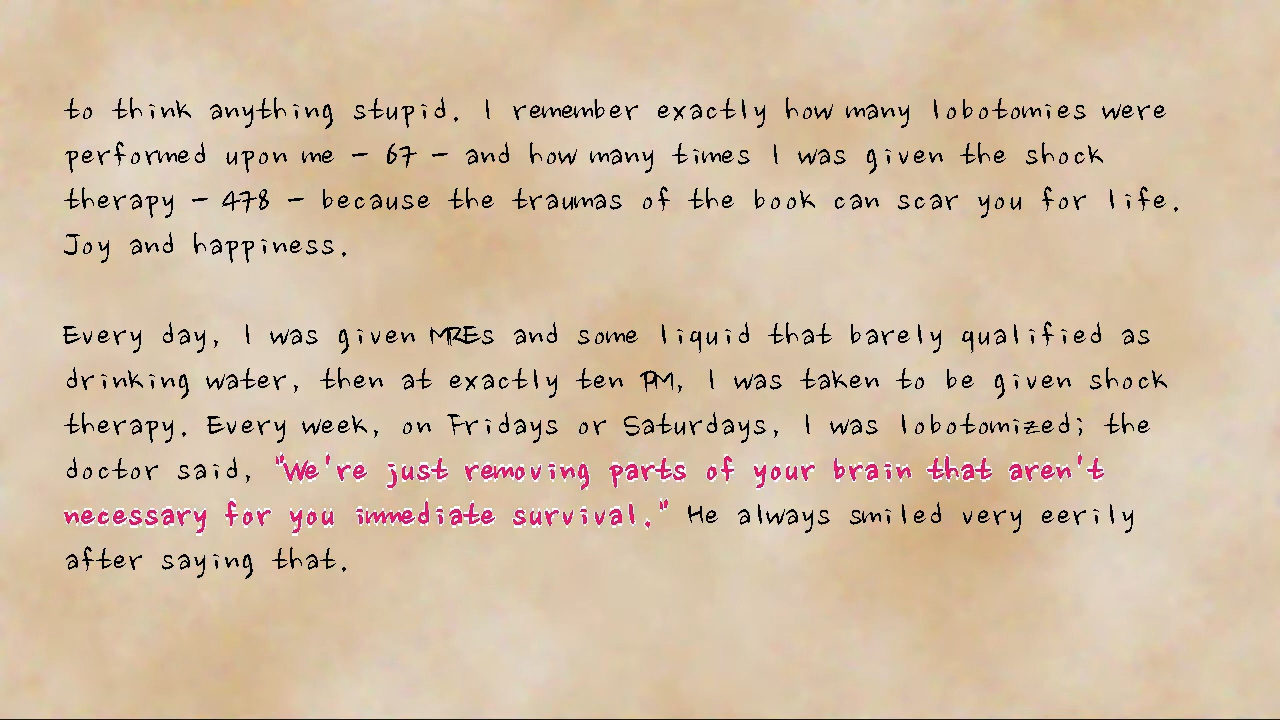 to think anything stupid. I remember exactly how many lobotomies were
performed upon me - 67 - and how many times I was given the shock
therapy - 478 - because the traumas of the book can scar you for life.
Joy and happiness.
Every day, I was given MREs and some liquid that barely qualified as
drinking water, then at exactly ten PM, I was taken to be given shock
therapy. Every week, on Fridays or Saturdays, I was lobotomized; the
doctor said, "We're just removing parts of your brain that aren't
necessary for you immediate survival." He always smiled very eerily
after saying that.